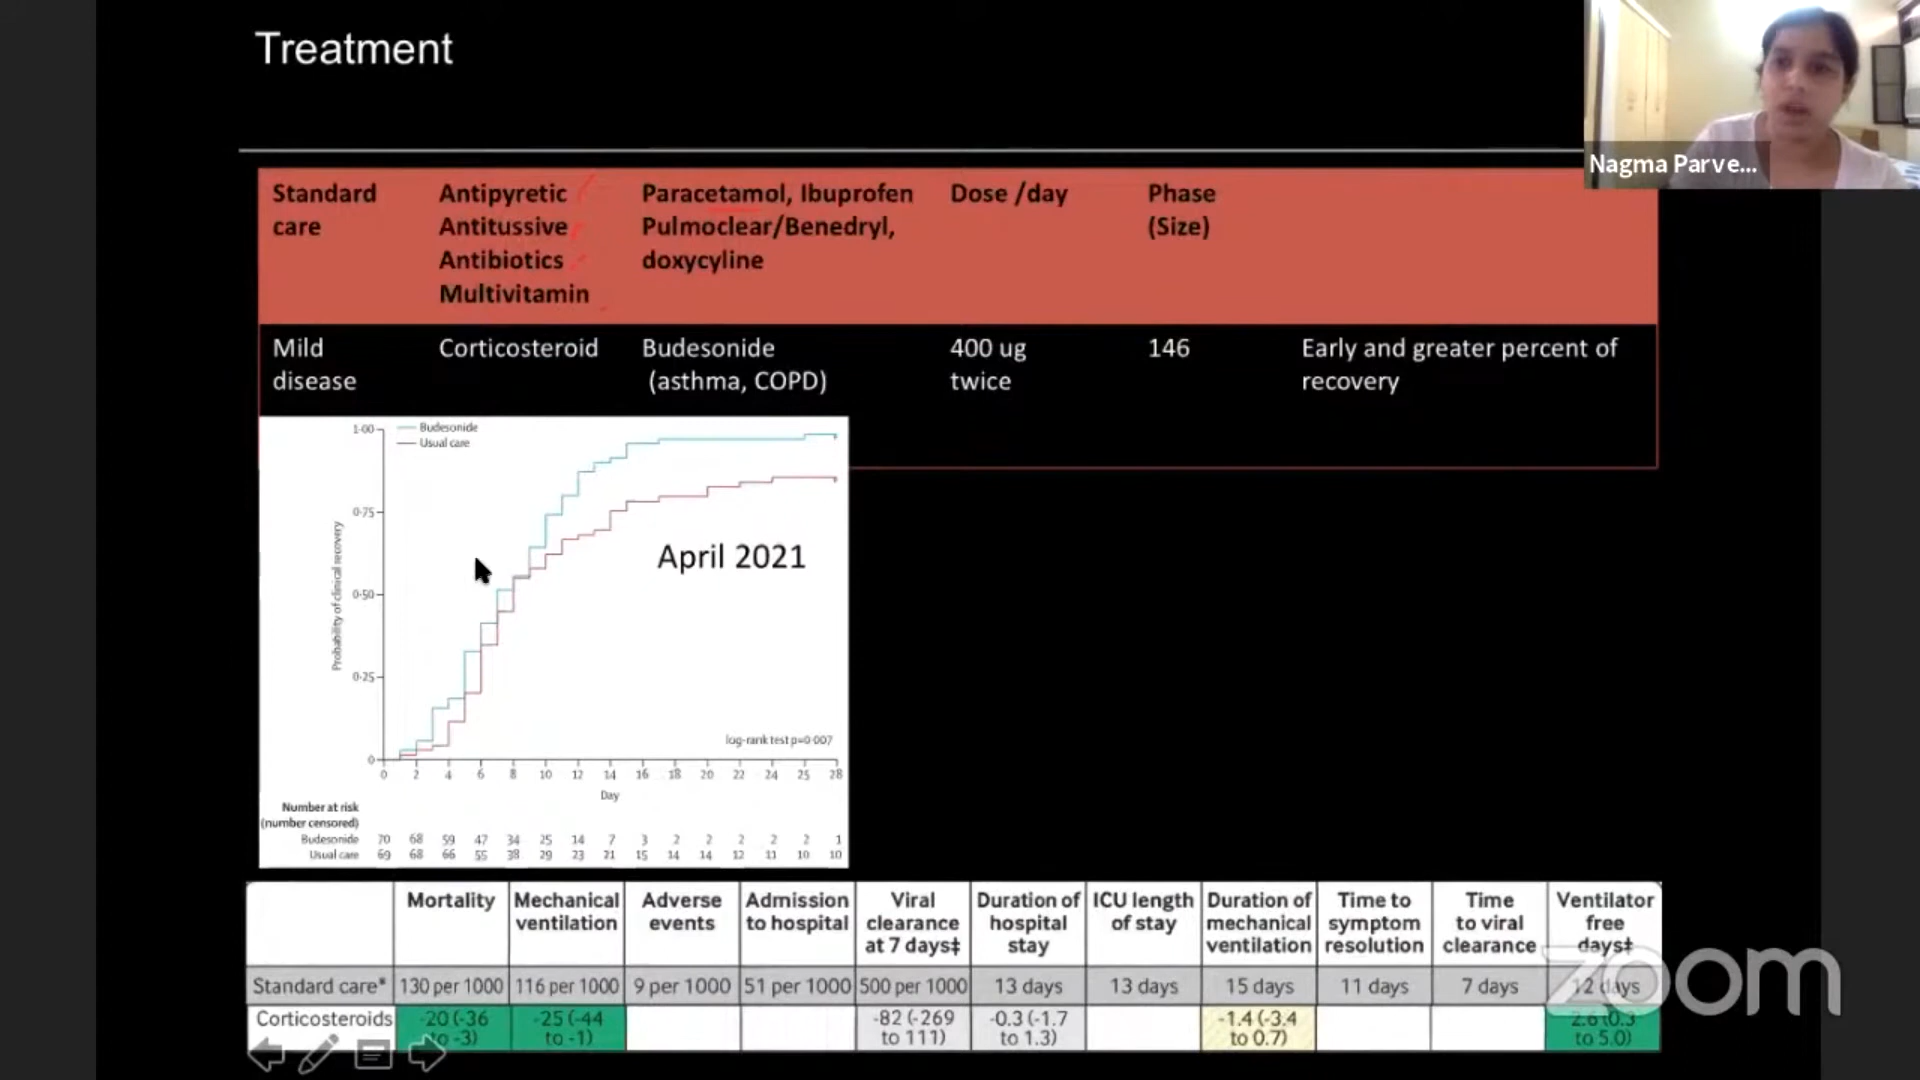 Treatment
Nagma Parve...
Standard care
Antipyretic
Antitussive
Antibiotics
Multivitamin
Paracetamol, Ibuprofen
Pulmoclear/Benedryl,
doxycyline
Dose /day
Phase
(Size)
Mild disease
Corticosteroid
Budesonide
(asthma, COPD)
400 ug
twice
146
Early and greater percent of
recovery
Budesonide
Usual care
1·00
0·75
0·50
0·25
0
Probability of clinical recovery
April 2021
log-rank test p=0·007
0 2 4 6 8 10 12 14 16 18 20 22 24 25 28
Day
Number at risk
(number censored)
Budesonide 70 68 59 47 34 25 14 7 3 2 2 2 2 2 1
Usual care 69 68 66 55 38 29 23 21 15 14 14 12 11 10 10
Mortality
Mechanical ventilation
Adverse events
Admission to hospital
Viral clearance at 7 days‡
Duration of hospital stay
ICU length of stay
Duration of mechanical ventilation
Time to symptom resolution
Time to viral clearance
Ventilator free days‡
Standard care* 130 per 1000 116 per 1000 9 per 1000 51 per 1000 500 per 1000 13 days 13 days 15 days 11 days 7 days 12 days
Corticosteroids -20 (-36 to -3) -25 (-44 to -1) -82 (-269 to 111) -0.3 (-1.7 to 1.3) -1.4 (-3.4 to 0.7) 2.6 (0.3 to 5.0)
zoom